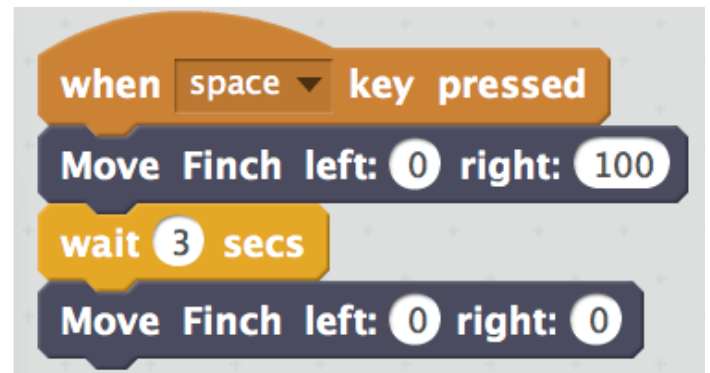 when space key pressed
Move Finch left: 0 right: 100
wait 3 secs
Move Finch left: 0 right: 0